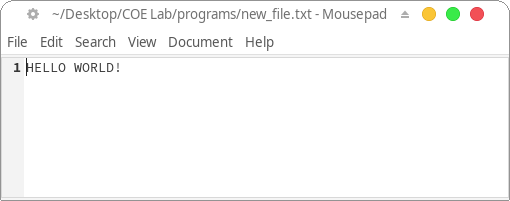 ~/Desktop/COE Lab/programs/new_file.txt - Mousepad
File Edit Search View Document Help
1 HELLO WORLD!